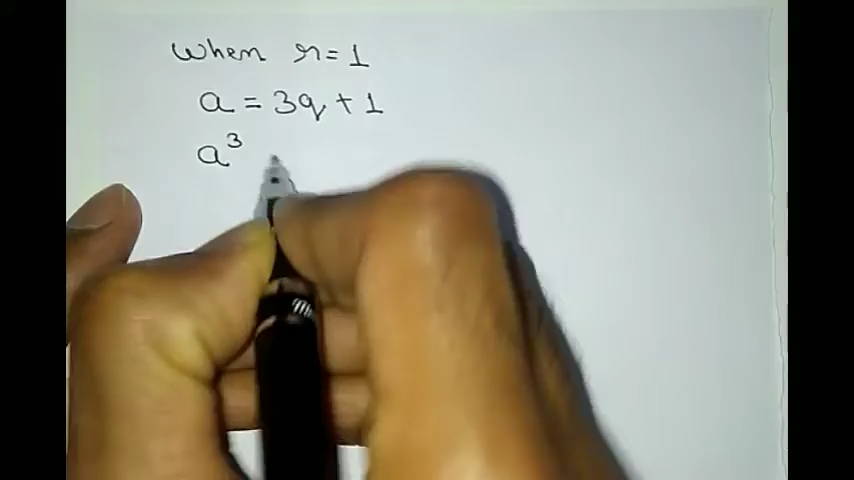 When r=1
a = 3q+1
a³